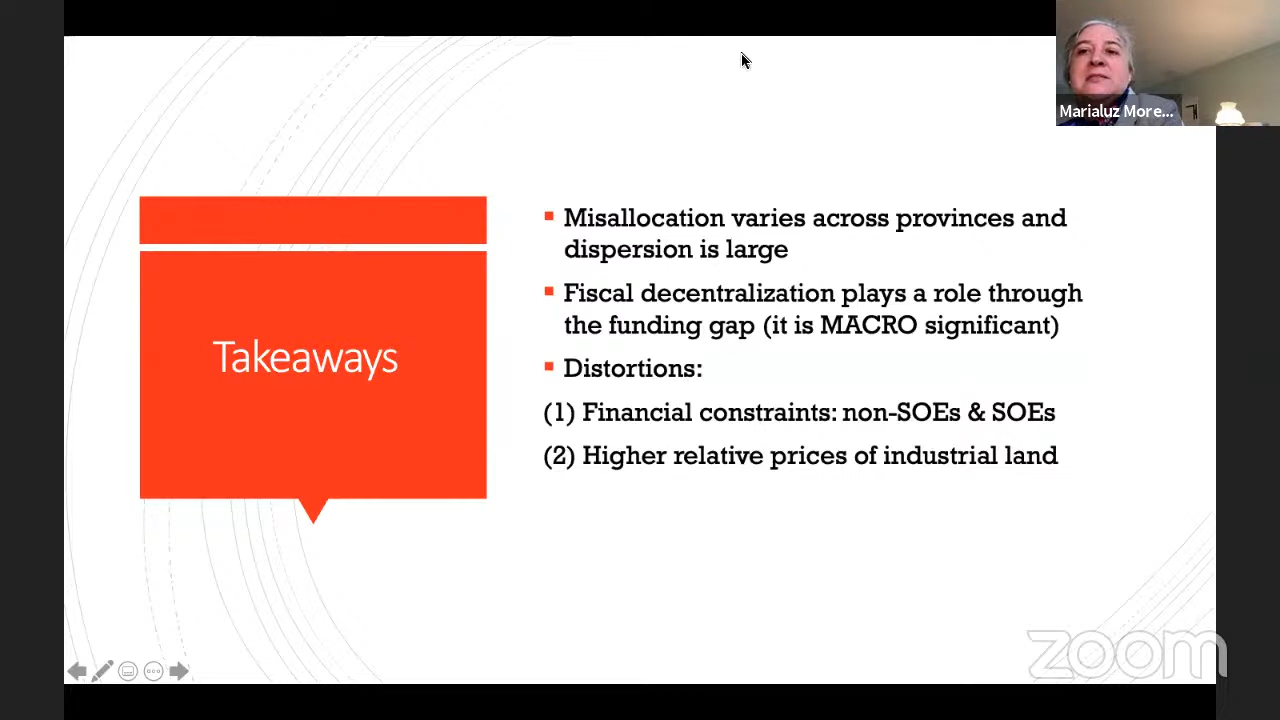 Marialuz More...
Misallocation varies across provinces and
dispersion is large
Fiscal decentralization plays a role through
the funding gap (it is MACRO significant)
Takeaways
Distortions:
(1) Financial constraints: non-SOEs & SOEs
(2) Higher relative prices of industrial land
zoom